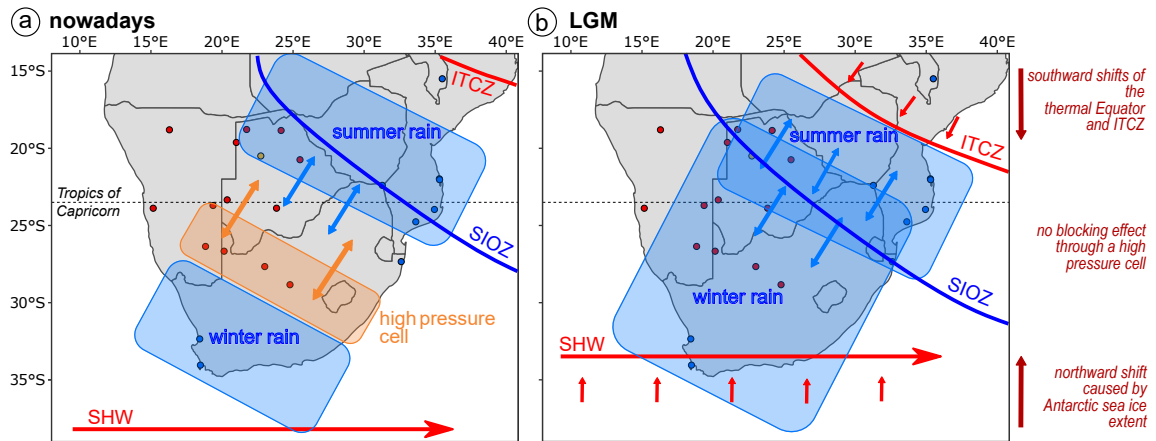 a nowadays
10°E 20°E 25°E 30°E 35°E 40°E
15°S
20°S
Tropics of
Capricorn
25°S
30°S
35°S
ITCZ
summer rain
SIOZ
high pressure
cell
winter rain
SHW
b LGM
10°E 15°E 20°E 25°E 30°E 35°E 40°E
summer rain
ITCZ
SIOZ
winter rain
SHW
southward shifts of
the
thermal Equator
and ITCZ
no blocking effect
through a high
pressure cell
northward shift
caused by
Antarctic sea ice
extent